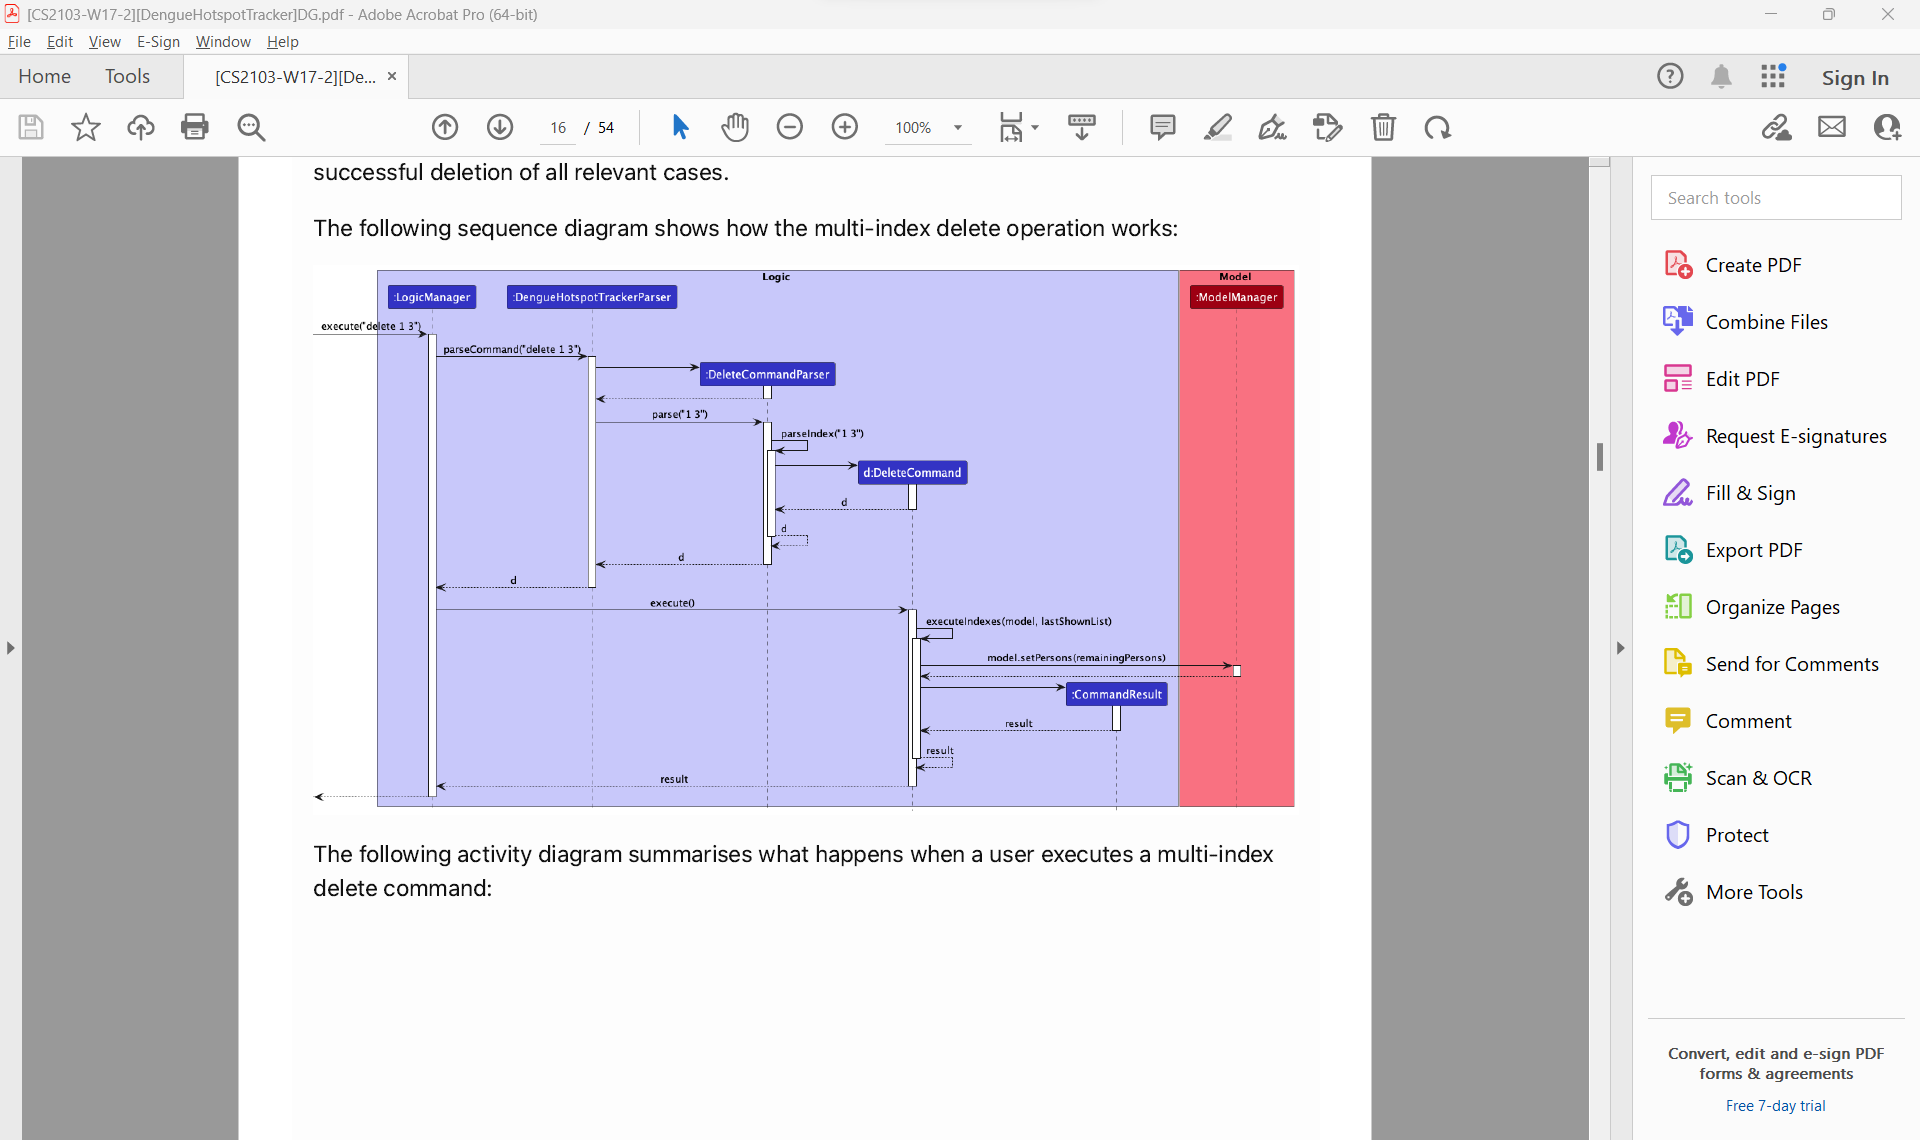 [CS2103-W17-2][DengueHotspotTracker]DG.pdf - Adobe Acrobat Pro (64-bit)
File Edit View E-Sign Window Help
Home Tools [CS2103-W17-2][De... × Sign In
16 / 54 100%
successful deletion of all relevant cases.
The following sequence diagram shows how the multi-index delete operation works:
Logic
Model
:LogicManager
:DengueHotspotTrackerParser
:ModelManager
execute("delete 1 3")
parseCommand("delete 1 3")
:DeleteCommandParser
parse("1 3")
parseIndex("1 3")
d:DeleteCommand
d
d
d
d
execute()
executeIndexes(model, lastShownList)
model.setPersons(remainingPersons)
:CommandResult
result
result
result
The following activity diagram summarises what happens when a user executes a multi-index
delete command:
Search tools
Create PDF
Combine Files
Edit PDF
Request E-signatures
Fill & Sign
Export PDF
Organize Pages
Send for Comments
Comment
Scan & OCR
Protect
More Tools
Convert, edit and e-sign PDF
forms & agreements
Free 7-day trial